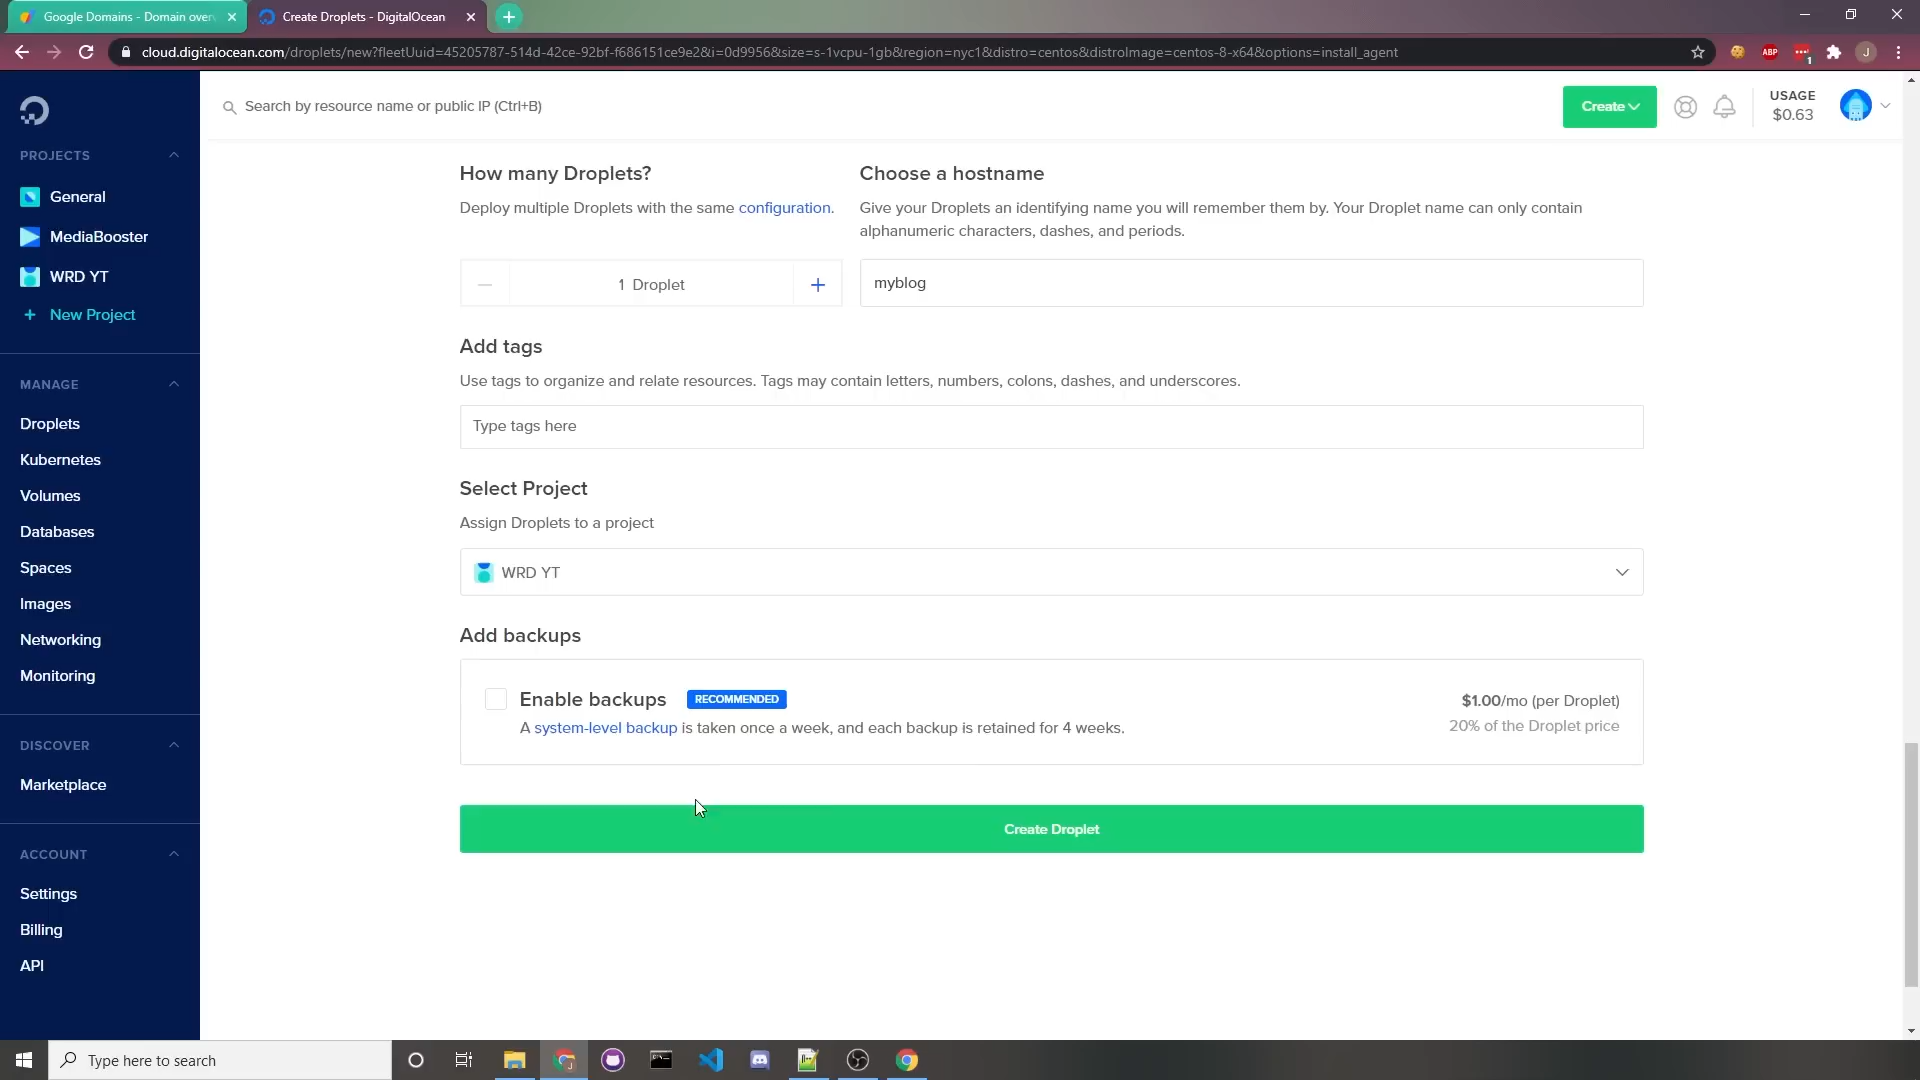 Google Domains - Domain over
Create Droplets - DigitalOcean
cloud.digitalocean.com/droplets/new?fleetUuid=45205787-514d-42ce-92bf-f686151ce9e2&i=0d9956&size=s-1vcpu-1gb&region=nyc1&distro=centos&distroImage=centos-8-x64&options=install_agent
ABP
1
J
Search by resource name or public IP (Ctrl+B)
Create
USAGE
$0.63
PROJECTS
General
MediaBooster
WRD YT
+ New Project
MANAGE
Droplets
Kubernetes
Volumes
Databases
Spaces
Images
Networking
Monitoring
DISCOVER
Marketplace
ACCOUNT
Settings
Billing
API
How many Droplets?
Deploy multiple Droplets with the same configuration.
1 Droplet
Choose a hostname
Give your Droplets an identifying name you will remember them by. Your Droplet name can only contain
alphanumeric characters, dashes, and periods.
myblog
Add tags
Use tags to organize and relate resources. Tags may contain letters, numbers, colons, dashes, and underscores.
Type tags here
Select Project
Assign Droplets to a project
WRD YT
Add backups
Enable backups RECOMMENDED
$1.00/mo (per Droplet)
A system-level backup is taken once a week, and each backup is retained for 4 weeks.
20% of the Droplet price
Create Droplet
Type here to search